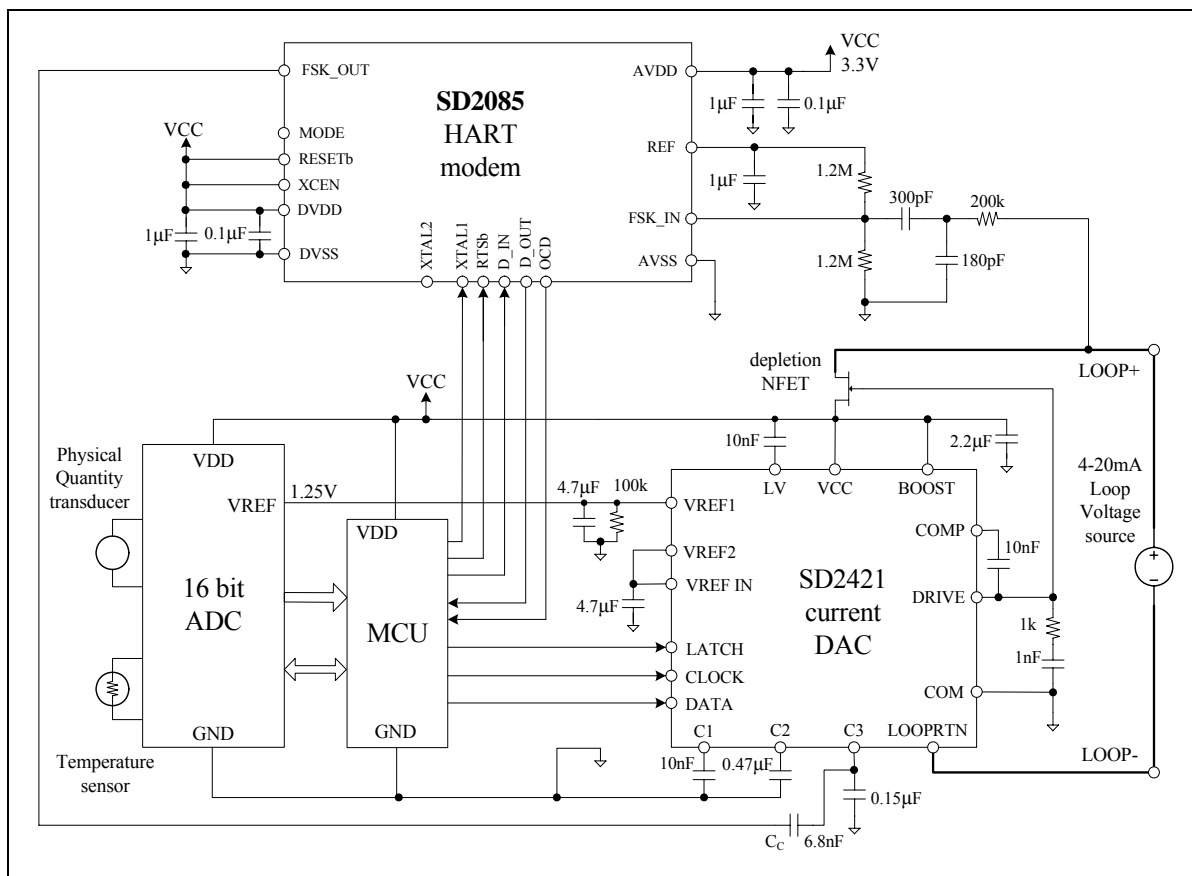 FSK_OUT
MODE
RESETb
XCEN
DVDD
DVSS
SD2085
HART
modem
AVDD
REF
FSK_IN
AVSS
XTAL2
XTAL1
RTSb
D_IN
D_OUT
OCD
VCC
1µF
0.1µF
VCC
3.3V
1µF
0.1µF
1µF
1.2M
1.2M
300pF
200k
180pF
depletion
NFET
LOOP+
VCC
10nF
2.2µF
Physical
Quantity
transducer
VDD
VREF
1.25V
16 bit
ADC
GND
Temperature
sensor
VDD
MCU
GND
4.7µF
100k
4.7µF
LV
VCC
BOOST
VREF1
VREF2
VREF IN
LATCH
CLOCK
DATA
SD2421
current
DAC
COMP
DRIVE
COM
C1
C2
C3
LOOPRTN
10nF
1k
1nF
4-20mA
Loop
Voltage
source
LOOP-
10nF
0.47µF
0.15µF
CC
6.8nF